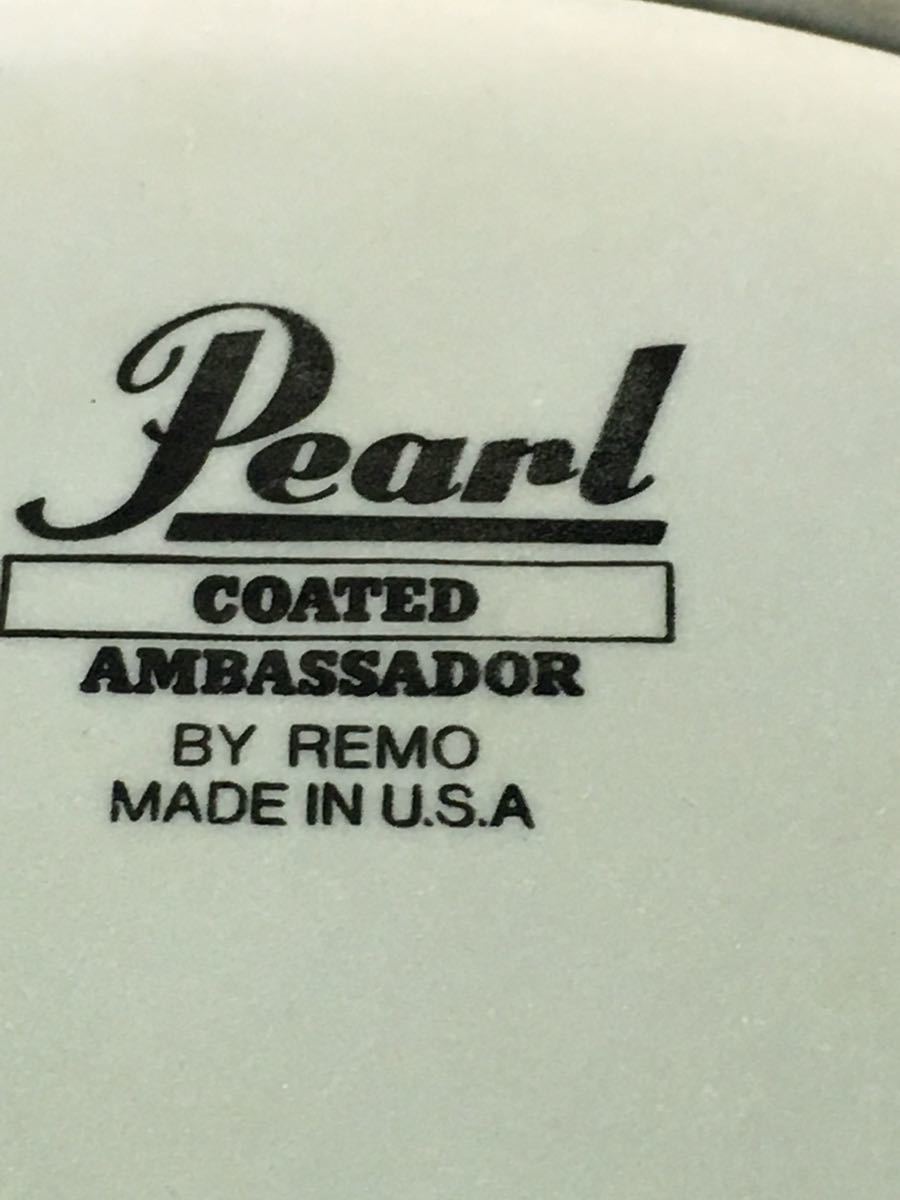 Pearl
COATED
AMBASSADOR
BY REMO
MADE IN U.S.A